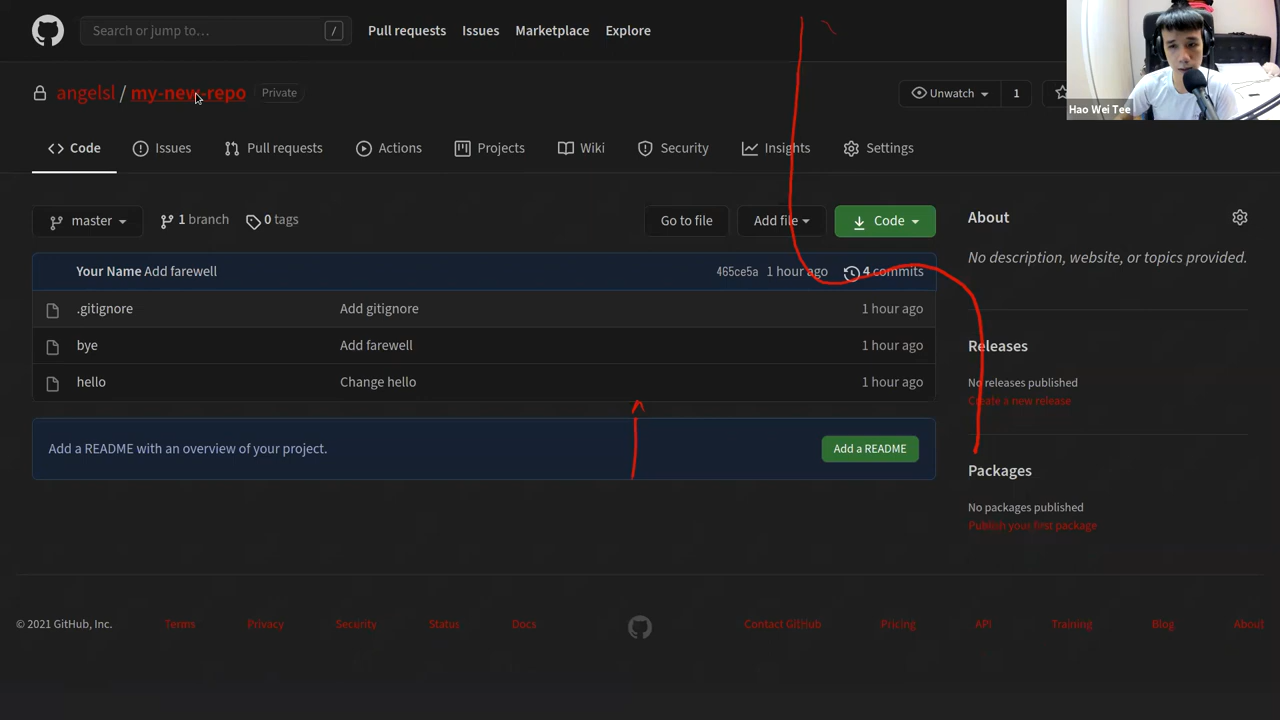 Search or jump to… / Pull requests Issues Marketplace Explore
Hao Wei Tee
angelsl / my-new-repo Private Unwatch 1
Code Issues Pull requests Actions Projects Wiki Security Insights Settings
master 1 branch 0 tags Go to file Add file Code
Your Name Add farewell 465ce5a 1 hour ago 4 commits
.gitignore Add gitignore 1 hour ago
bye Add farewell 1 hour ago
hello Change hello 1 hour ago
Add a README with an overview of your project. Add a README
About
No description, website, or topics provided.
Releases
No releases published
Create a new release
Packages
No packages published
Publish your first package
© 2021 GitHub, Inc. Terms Privacy Security Status Docs Contact GitHub Pricing API Training Blog About